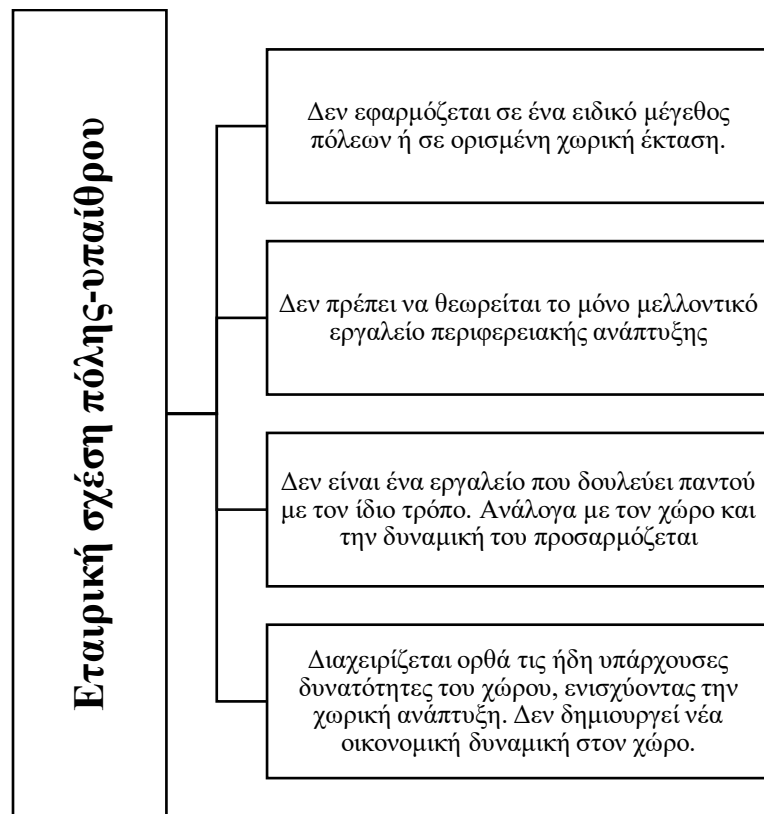 Εταιρική σχέση πόλης-υπαίθρου
Δεν εφαρμόζεται σε ένα ειδικό μέγεθος
πόλεων ή σε ορισμένη χωρική έκταση.
Δεν πρέπει να θεωρείται το μόνο μελλοντικό
εργαλείο περιφερειακής ανάπτυξης
Δεν είναι ένα εργαλείο που δουλεύει παντού
με τον ίδιο τρόπο. Ανάλογα με τον χώρο και
την δυναμική του προσαρμόζεται
Διαχειρίζεται ορθά τις ήδη υπάρχουσες
δυνατότητες του χώρου, ενισχύοντας την
χωρική ανάπτυξη. Δεν δημιουργεί νέα
οικονομική δυναμική στον χώρο.